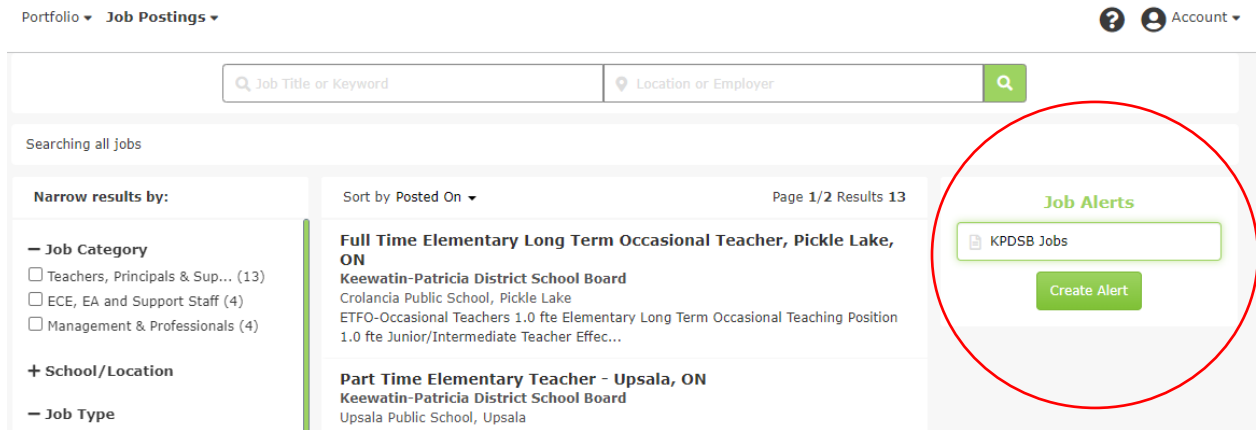 Portfolio Job Postings
? Account
Job Title or Keyword Location or Employer
Searching all jobs
Narrow results by:
— Job Category
Teachers, Principals & Sup... (13)
ECE, EA and Support Staff (4)
Management & Professionals (4)
+ School/Location
— Job Type
Sort by Posted On Page 1/2 Results 13
Full Time Elementary Long Term Occasional Teacher, Pickle Lake,
ON
Keewatin-Patricia District School Board
Crolancia Public School, Pickle Lake
ETFO-Occasional Teachers 1.0 fte Elementary Long Term Occasional Teaching Position
1.0 fte Junior/Intermediate Teacher Effec...
Part Time Elementary Teacher - Upsala, ON
Keewatin-Patricia District School Board
Upsala Public School, Upsala
Job Alerts
KPDSB Jobs
Create Alert